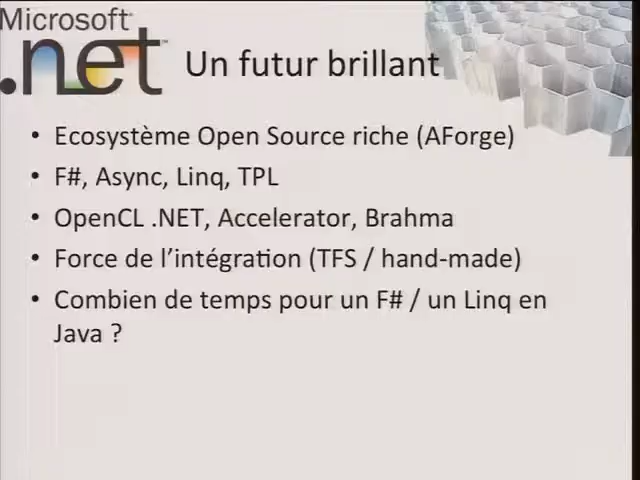 Microsoft
.net™
Un futur brillant
• Ecosystème Open Source riche (AForge)
• F#, Async, Linq, TPL
• OpenCL .NET, Accelerator, Brahma
• Force de l'intégration (TFS / hand-made)
• Combien de temps pour un F# / un Linq en
Java ?